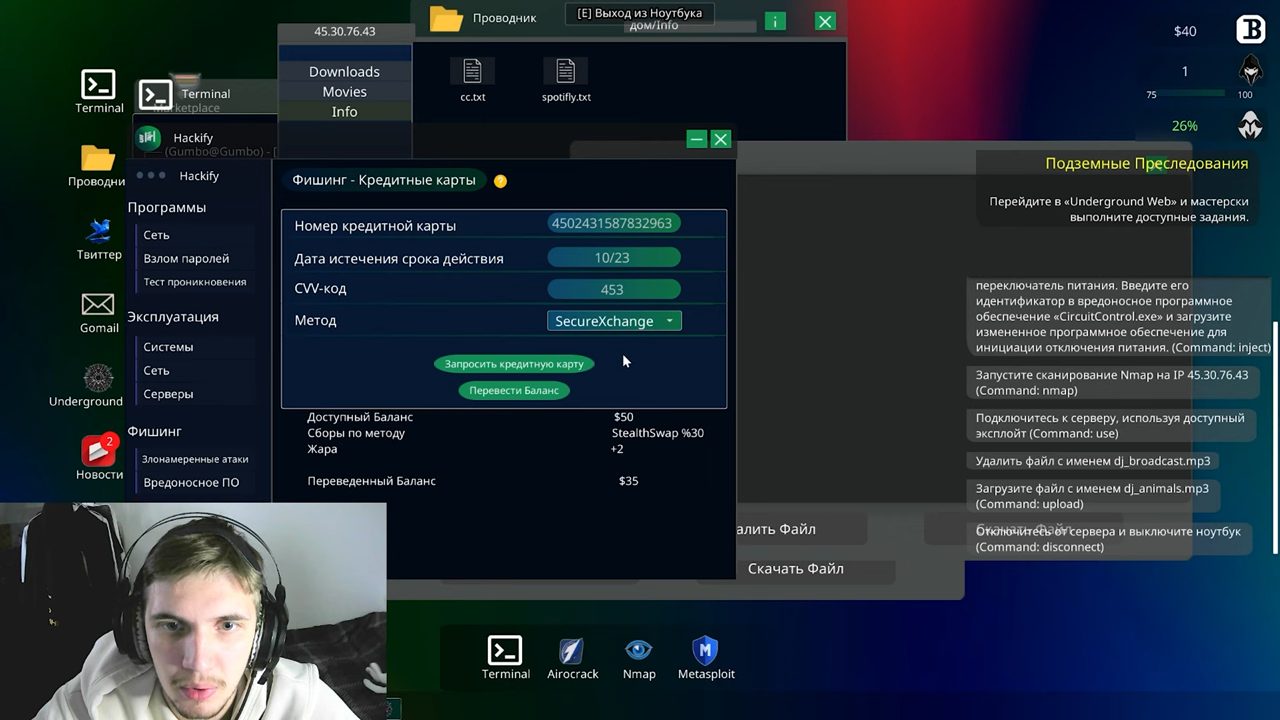 [E] Выход из Ноутбука
Проводник
дом/Info
i
45.30.76.43
Downloads
Movies
Info
cc.txt
spotifly.txt
$40
1
75
100
26%
Подземные Преследования
Перейдите в «Underground Web» и мастерски
выполните доступные задания.
переключатель питания. Введите его
идентификатор в вредоносное программное
обеспечение «CircuitControl.exe» и загрузите
измененное программное обеспечение для
инициации отключения питания. (Command: inject)
Запустите сканирование Nmap на IP 45.30.76.43
(Command: nmap)
Подключитесь к серверу, используя доступный
эксплойт (Command: use)
Удалить файл с именем dj_broadcast.mp3
Загрузите файл с именем dj_animals.mp3
(Command: upload)
Отключитесь от сервера и выключите ноутбук
(Command: disconnect)
Terminal
Проводни
Твиттер
Gomail
Underground
2
Новости
Terminal
Marketplace
Hackify
(Gumbo@Gumbo) - [
Hackify
Программы
Сеть
Взлом паролей
Тест проникновения
Эксплуатация
Системы
Сеть
Серверы
Фишинг
Злонамеренные атаки
Вредоносное ПО
Фишинг - Кредитные карты
?
Номер кредитной карты
4502431587832963
Дата истечения срока действия
10/23
CVV-код
453
Метод
SecureXchange
Запросить кредитную карту
Перевести Баланс
Доступный Баланс
$50
Сборы по методу
StealthSwap %30
Жара
+2
Переведенный Баланс
$35
алить Файл
Скачать Файл
Скачать Файл
Terminal
Airocrack
Nmap
Metasploit